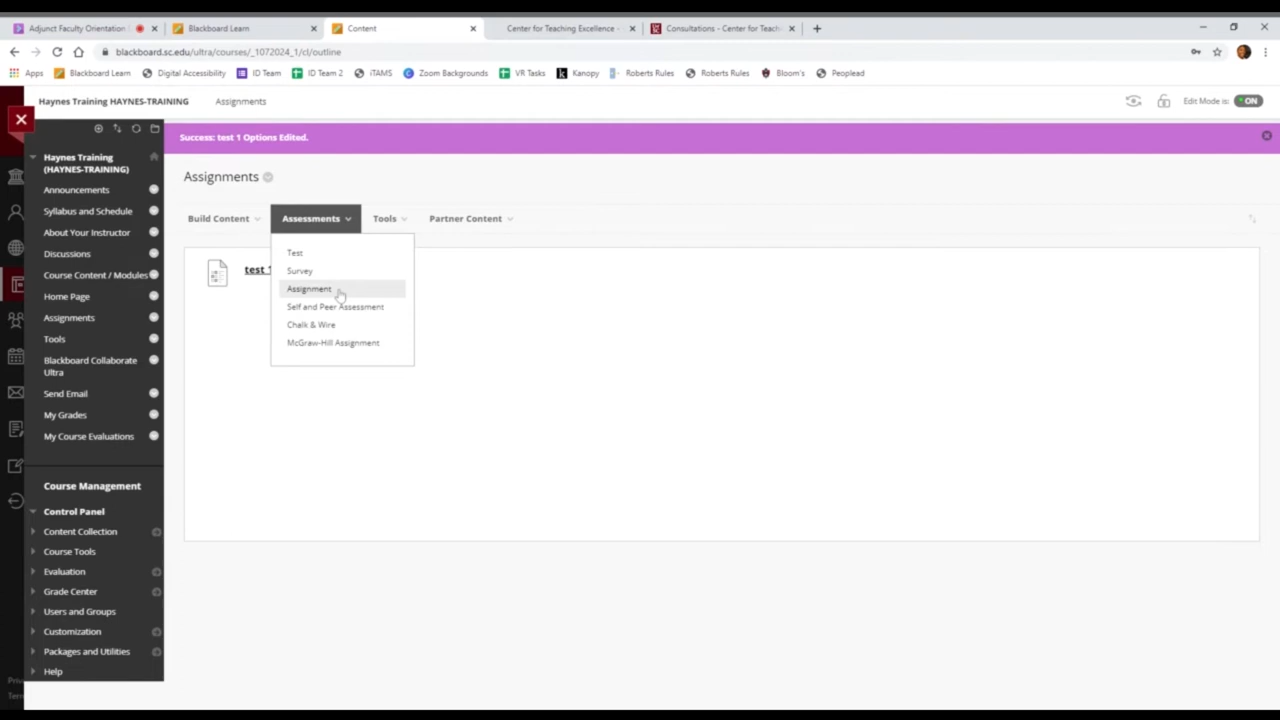 Adjunct Faculty Orientation
Blackboard Learn
Content
Center for Teaching Excellence -
Consultations - Center for Teach
blackboard.sc.edu/ultra/courses/_1072024_1/cl/outline
Apps
Blackboard Learn
Digital Accessibility
ID Team
ID Team 2
iTAMS
Zoom Backgrounds
VR Tasks
Kanopy
Roberts Rules
Roberts Rules
Bloom's
Peoplead
Haynes Training HAYNES-TRAINING
Assignments
Edit Mode is:
ON
Success: test 1 Options Edited.
Haynes Training
(HAYNES-TRAINING)
Announcements
Syllabus and Schedule
About Your Instructor
Discussions
Course Content / Modules
Home Page
Assignments
Tools
Blackboard Collaborate
Ultra
Send Email
My Grades
My Course Evaluations
Course Management
Control Panel
Content Collection
Course Tools
Evaluation
Grade Center
Users and Groups
Customization
Packages and Utilities
Help
Assignments
Build Content
Assessments
Tools
Partner Content
test 1
Test
Survey
Assignment
Self and Peer Assessment
Chalk & Wire
McGraw-Hill Assignment